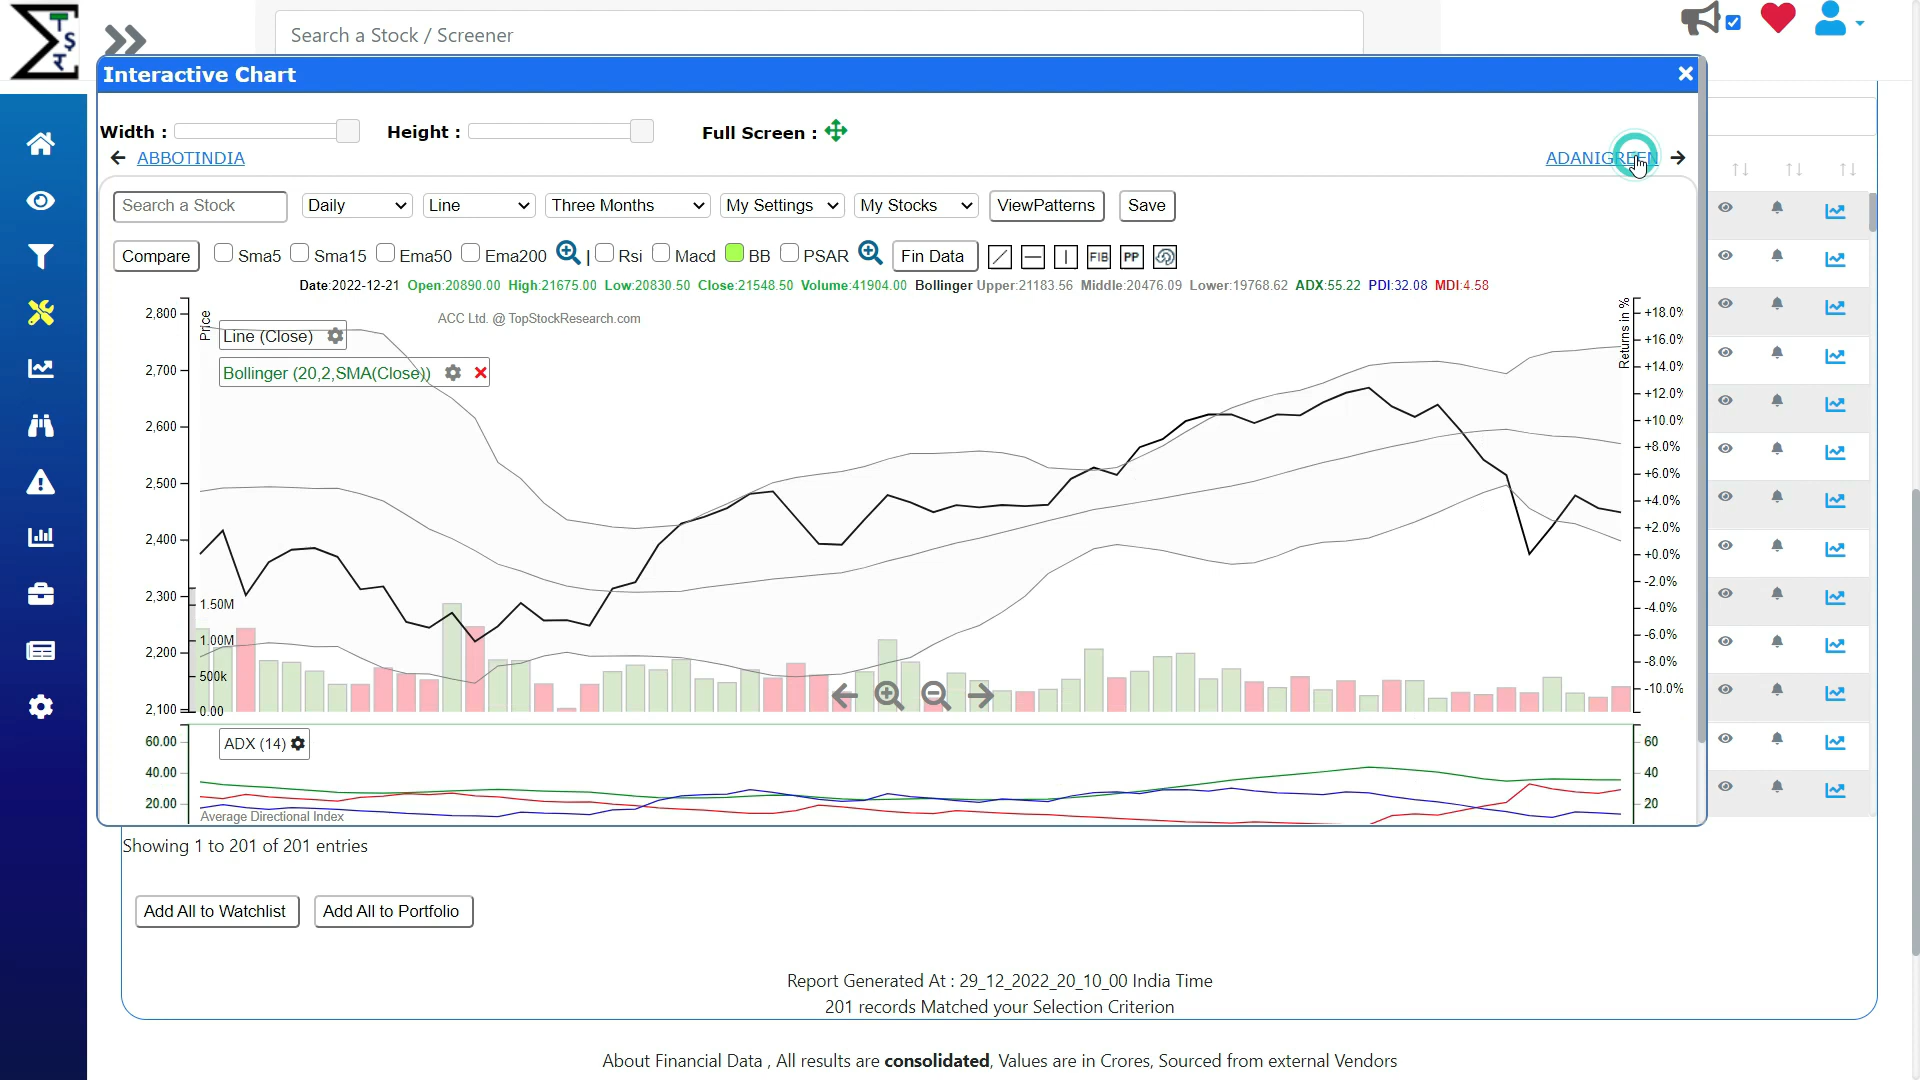 T
$
₹
Search a Stock / Screener
Interactive Chart
Width :
Height :
Full Screen :
ABBOTINDIA
ADANIGREEN
Search a Stock
Daily
Line
Three Months
My Settings
My Stocks
ViewPatterns
Save
Compare
Sma5
Sma15
Ema50
Ema200
|
Rsi
Macd
BB
PSAR
Fin Data
FIB
PP
Date:2022-12-21 Open:20890.00 High:21675.00 Low:20830.50 Close:21548.50 Volume:41904.00 Bollinger Upper:21183.56 Middle:20476.09 Lower:19768.62 ADX:55.22 PDI:32.08 MDI:4.58
ACC Ltd. @ TopStockResearch.com
Price
Line (Close)
Bollinger (20,2,SMA(Close))
2,800
2,700
2,600
2,500
2,400
2,300
2,200
2,100
1.50M
1.00M
500k
0.00
Returns in %
+18.0%
+16.0%
+14.0%
+12.0%
+10.0%
+8.0%
+6.0%
+4.0%
+2.0%
+0.0%
-2.0%
-4.0%
-6.0%
-8.0%
-10.0%
ADX (14)
60.00
40.00
20.00
60
40
20
Average Directional Index
Showing 1 to 201 of 201 entries
Add All to Watchlist
Add All to Portfolio
Report Generated At : 29_12_2022_20_10_00 India Time
201 records Matched your Selection Criterion
About Financial Data , All results are consolidated, Values are in Crores, Sourced from external Vendors